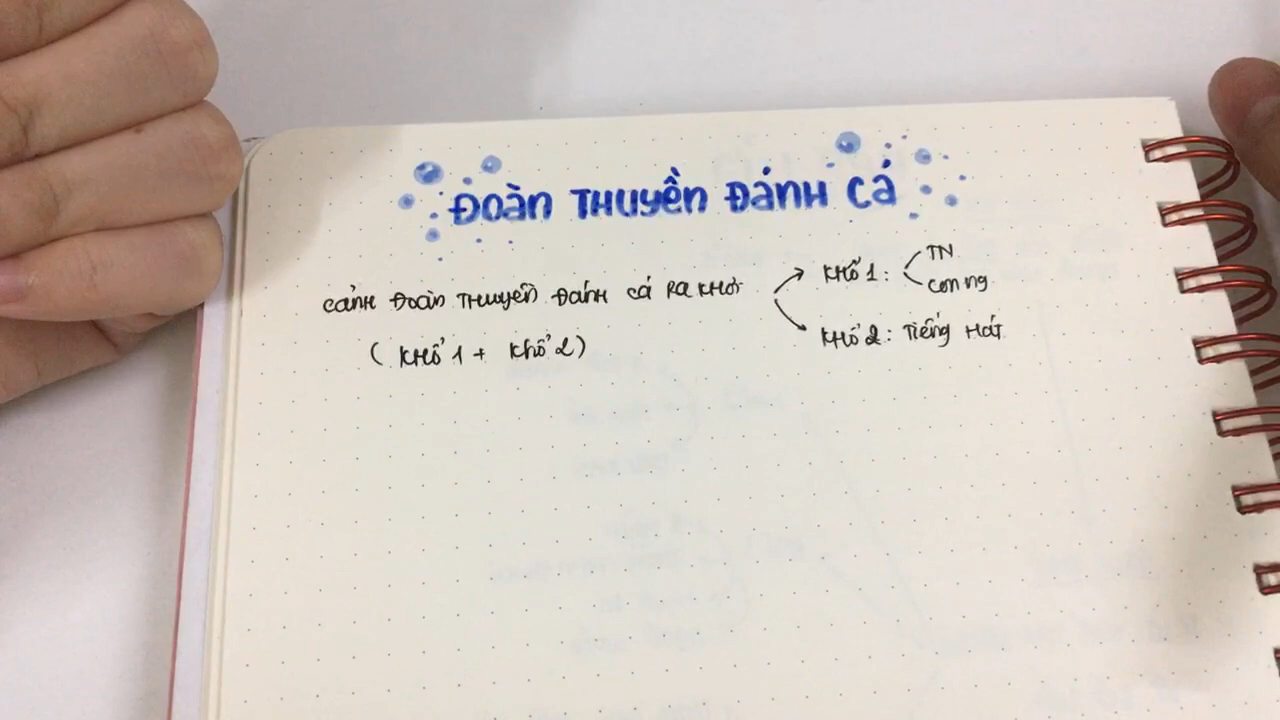 ĐOÀN THUYỀN ĐÁNH CÁ
CẢNH ĐOÀN THUYỀN ĐÁNH CÁ RA KHƠI
(KHỔ 1 + KHỔ 2)
KHỔ 1:
TN
con ng
KHỔ 2: TIẾNG HÁT